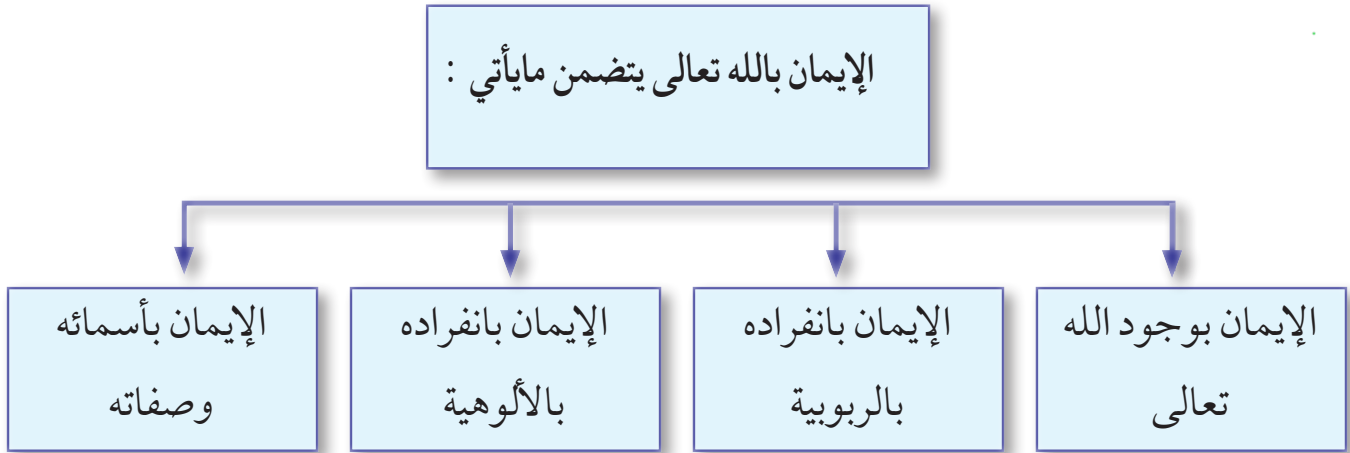 الإيمان بالله تعالى يتضمن مايأتي :
الإيمان بوجود الله
تعالى
الإيمان بانفراده
بالربوبية
الإيمان بانفراده
بالألوهية
الإيمان بأسمائه
وصفاته